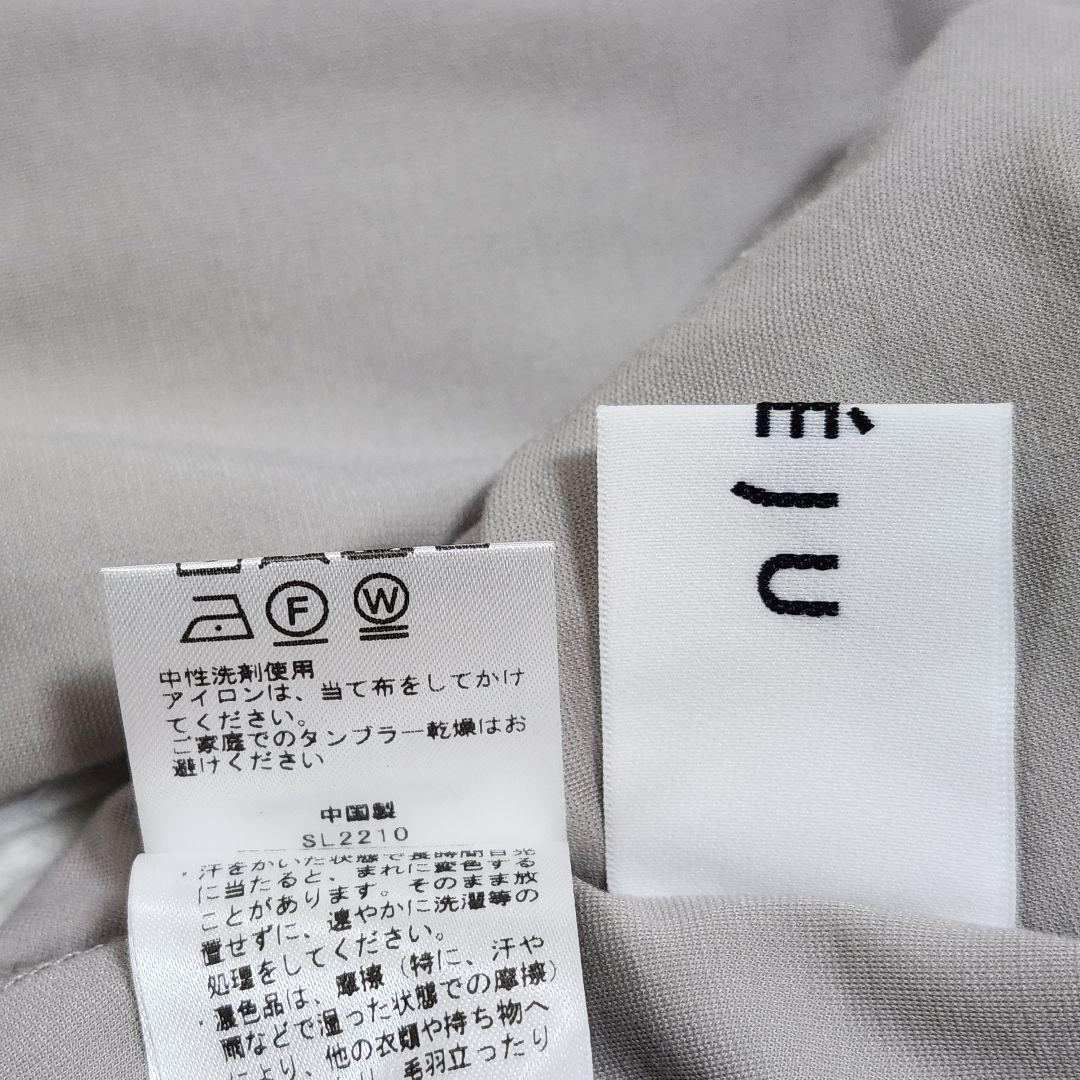 F W
中性洗剤使用
アイロンは、当て布をしてかけ
てください。
ご家庭でのタンブラー乾燥はお
避けください
中国製
SL2210
・汗をかいた状態で長時間日光
に当たると、まれに変色する
ことがあります。そのまま放
置せずに、速やかに洗濯等の
処理をしてください。
・濃色品は、摩擦（特に、汗や
雨などで湿った状態での摩擦）
により、他の衣類や持ち物へ
毛羽立ったり
È
J
U